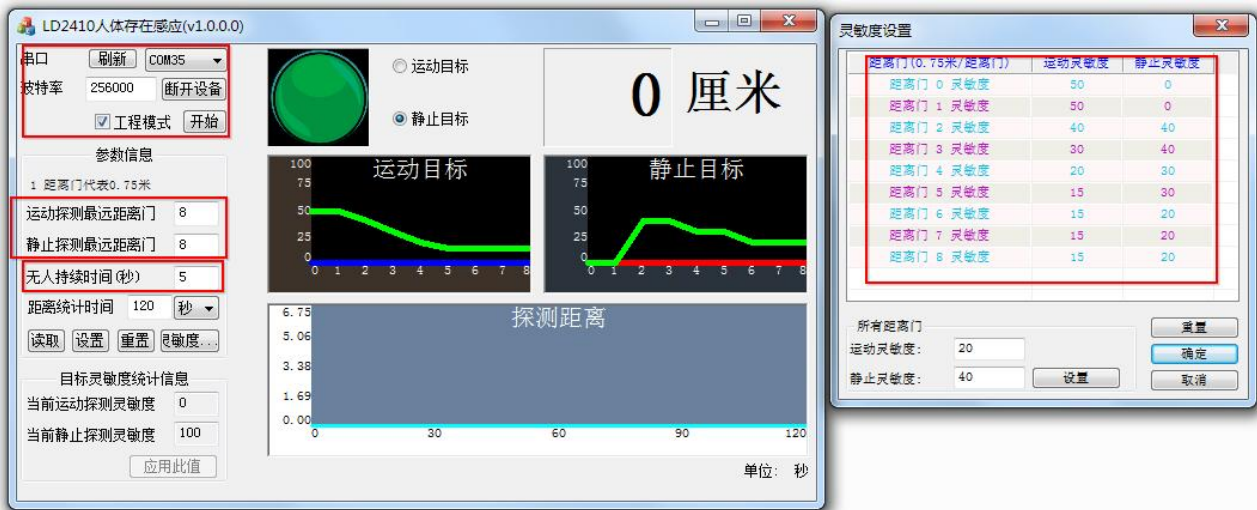 LD2410人体存在感应(v1.0.0.0)
串口 刷新 COM35
波特率 256000 断开设备
工程模式 开始
参数信息
1 距离门代表0.75米
运动探测最远距离门 8
静止探测最远距离门 8
无人持续时间(秒) 5
距离统计时间 120 秒
读取 设置 重置 灵敏度...
目标灵敏度统计信息
当前运动探测灵敏度 0
当前静止探测灵敏度 100
应用此值
运动目标
静止目标
0 厘米
运动目标
100
75
50
25
0
0 1 2 3 4 5 6 7 8
静止目标
100
75
50
25
0
0 1 2 3 4 5 6 7 8
探测距离
6.75
5.06
3.38
1.69
0.00
0 30 60 90 120
单位: 秒
灵敏度设置
距离门(0.75米/距离门) 运动灵敏度 静止灵敏度
距离门 0 灵敏度 50 0
距离门 1 灵敏度 50 0
距离门 2 灵敏度 40 40
距离门 3 灵敏度 30 40
距离门 4 灵敏度 20 30
距离门 5 灵敏度 15 30
距离门 6 灵敏度 15 20
距离门 7 灵敏度 15 20
距离门 8 灵敏度 15 20
所有距离门
运动灵敏度: 20
静止灵敏度: 40 设置
重置
确定
取消